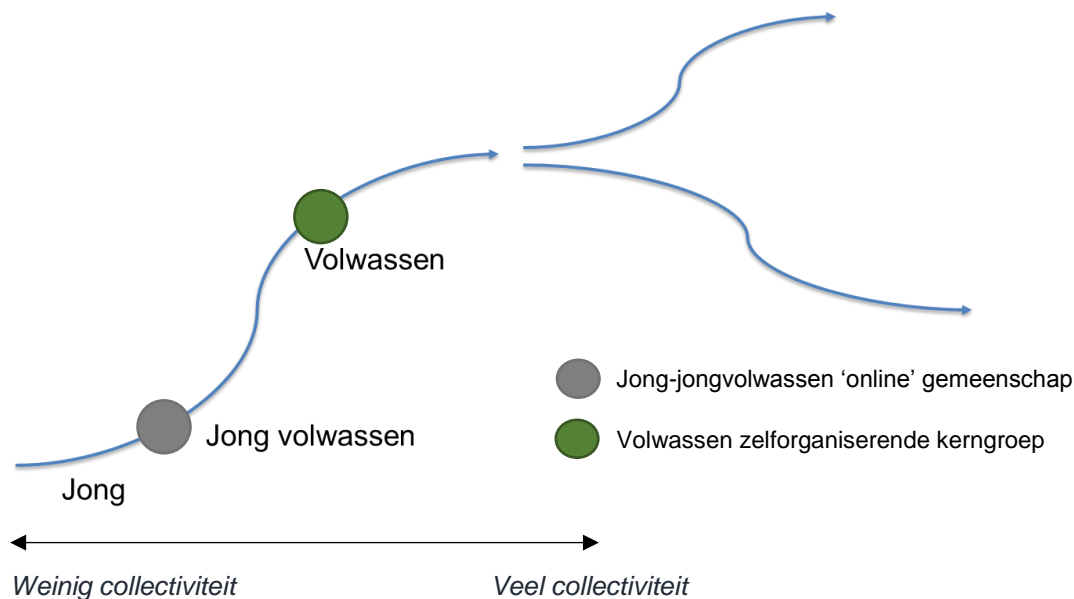 Volwassen
Jong-jongvolwassen ‘online’ gemeenschap
Jong volwassen
Volwassen zelforganiserende kerngroep
Jong
Weinig collectiviteit
Veel collectiviteit